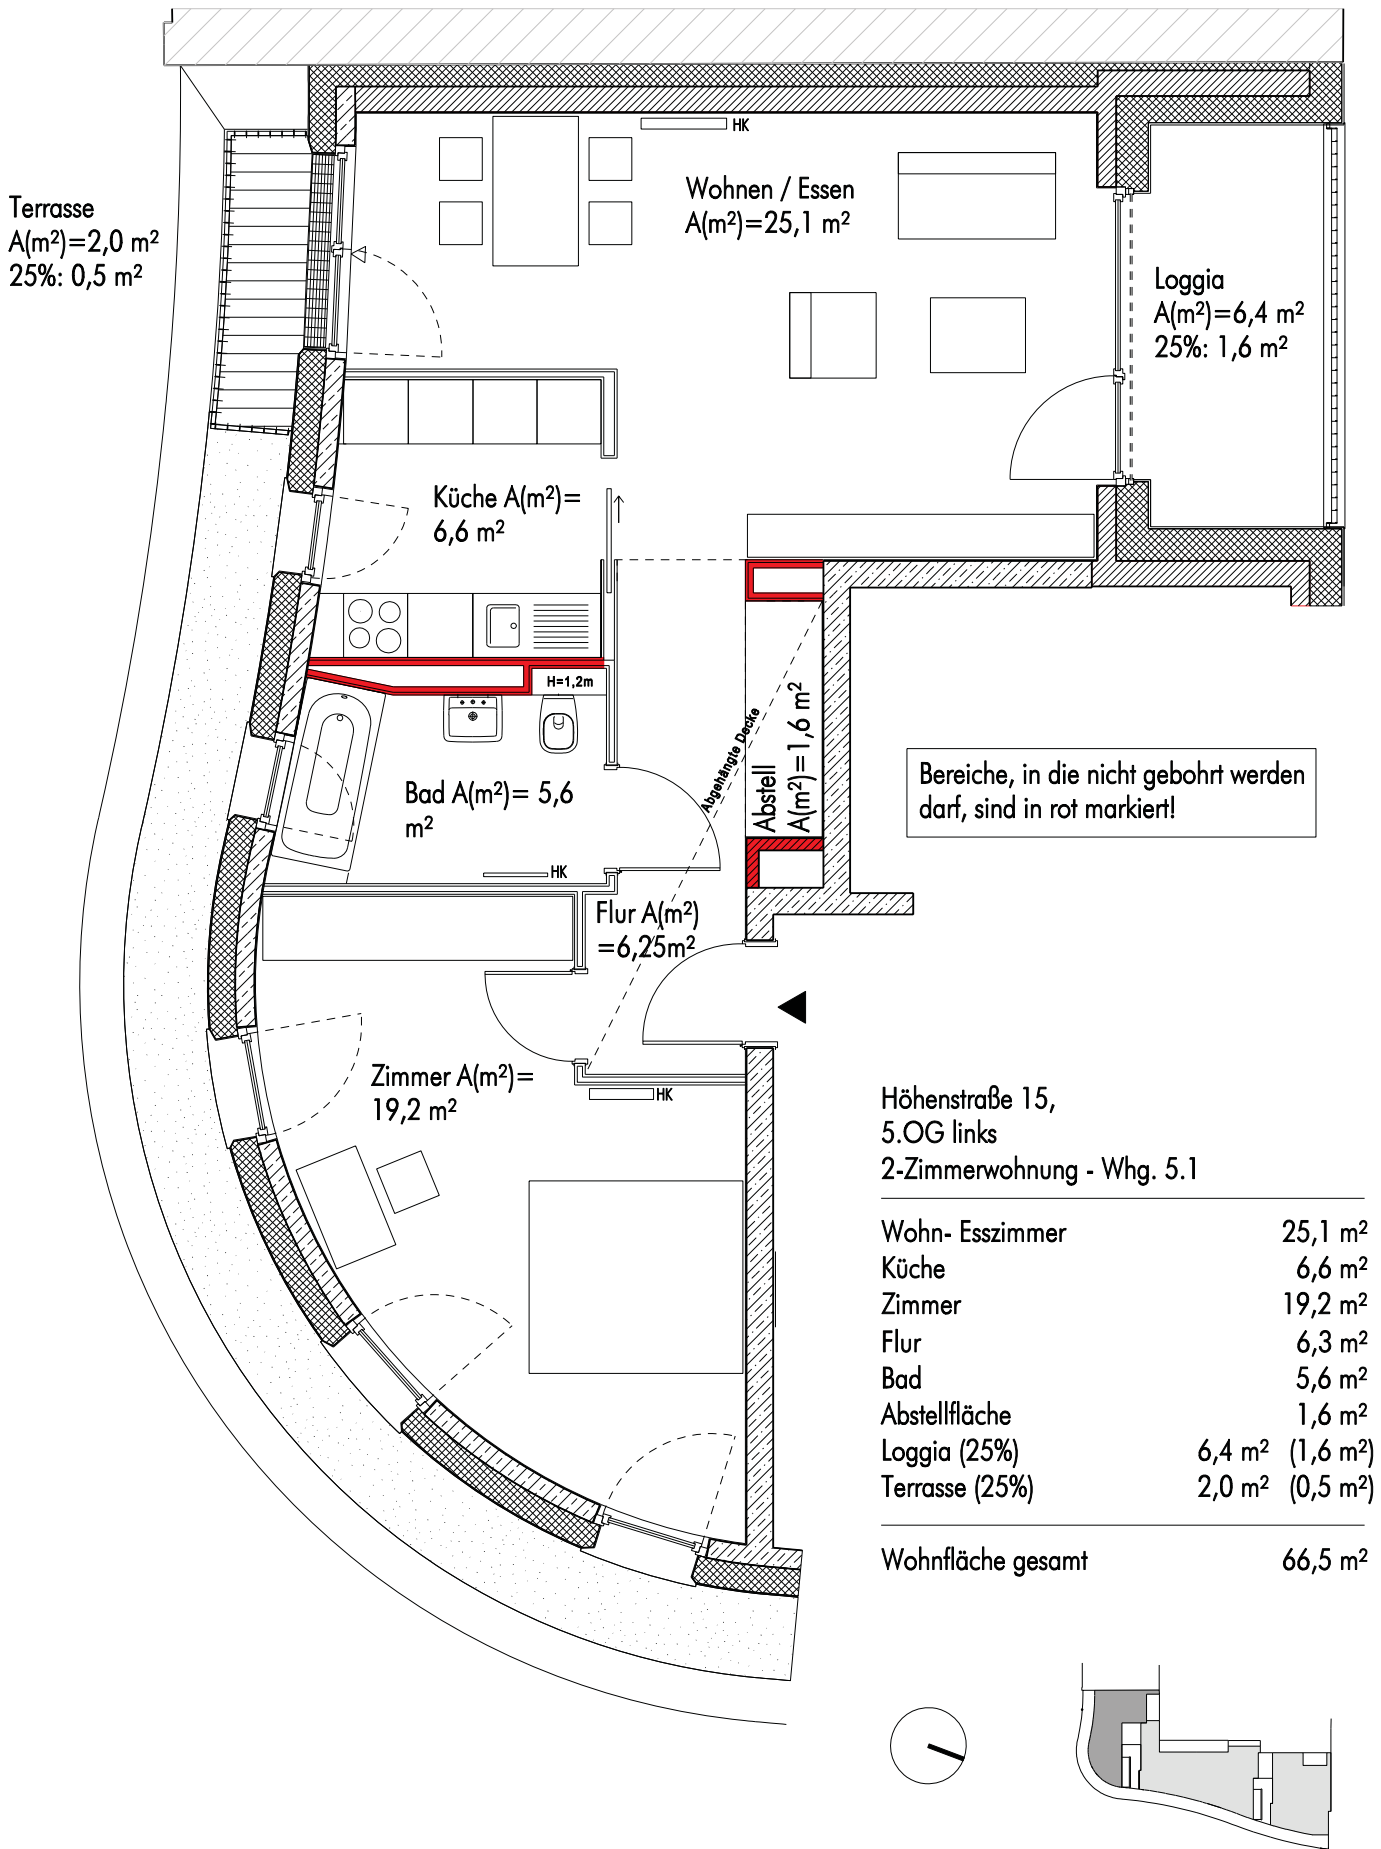 HK
Wohnen / Essen
A(m²)=25,1 m²
Terrasse
A(m²)=2,0 m²
25%: 0,5 m²
Loggia
A(m²)=6,4 m²
25%: 1,6 m²
Küche A(m²)=
6,6 m²
H=1,2m
Abgehängte Decke
Abstell
A(m²)=1,6 m²
Bad A(m²)= 5,6
m²
HK
Bereiche, in die nicht gebohrt werden
darf, sind in rot markiert!
Flur A(m²)
=6,25m²
Zimmer A(m²)=
19,2 m²
HK
Höhenstraße 15,
5.OG links
2-Zimmerwohnung - Whg. 5.1
Wohn- Esszimmer 25,1 m²
Küche 6,6 m²
Zimmer 19,2 m²
Flur 6,3 m²
Bad 5,6 m²
Abstellfläche 1,6 m²
Loggia (25%) 6,4 m² (1,6 m²)
Terrasse (25%) 2,0 m² (0,5 m²)
Wohnfläche gesamt 66,5 m²